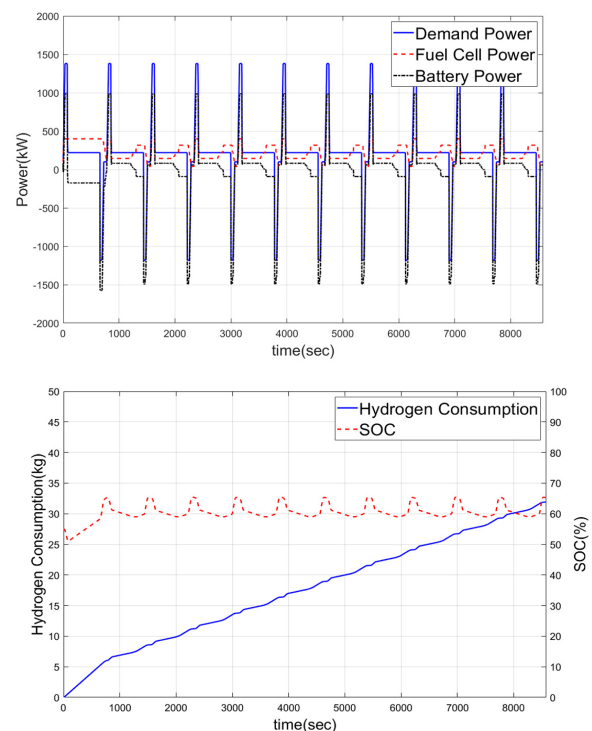 2000
1500
1000
500
0
-500
-1000
-1500
-2000
Power(kW)
Demand Power
Fuel Cell Power
Battery Power
0 1000 2000 3000 4000 5000 6000 7000 8000
time(sec)
50
45
40
35
30
25
20
15
10
5
0
Hydrogen Consumption(kg)
Hydrogen Consumption
SOC
100
90
80
70
60
50
40
30
20
10
0
SOC(%)
0 1000 2000 3000 4000 5000 6000 7000 8000
time(sec)